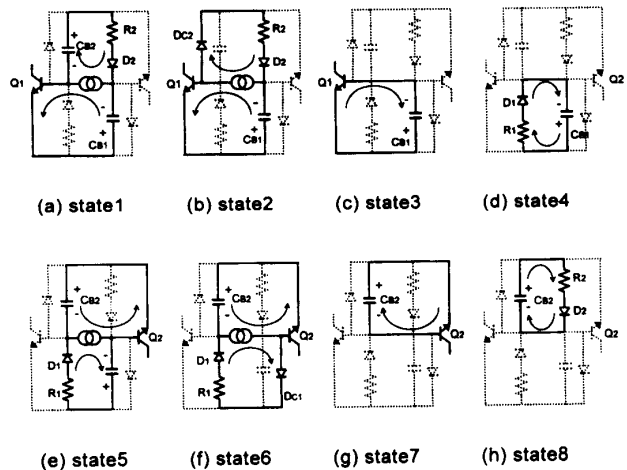 + CB2 - R2 D2 Q1 - + CB1
DC2 R2 D2 Q1 - + CB1
Q1 - + CB1
Q2 D1 R1 - +
(a) state1 (b) state2 (c) state3 (d) state4
+ CB2 - Q2 D1 R1 - +
+ CB2 - Q2 D1 R1 DC1
+ CB2 - Q2
+ CB2 - R2 D2 Q2
(e) state5 (f) state6 (g) state7 (h) state8